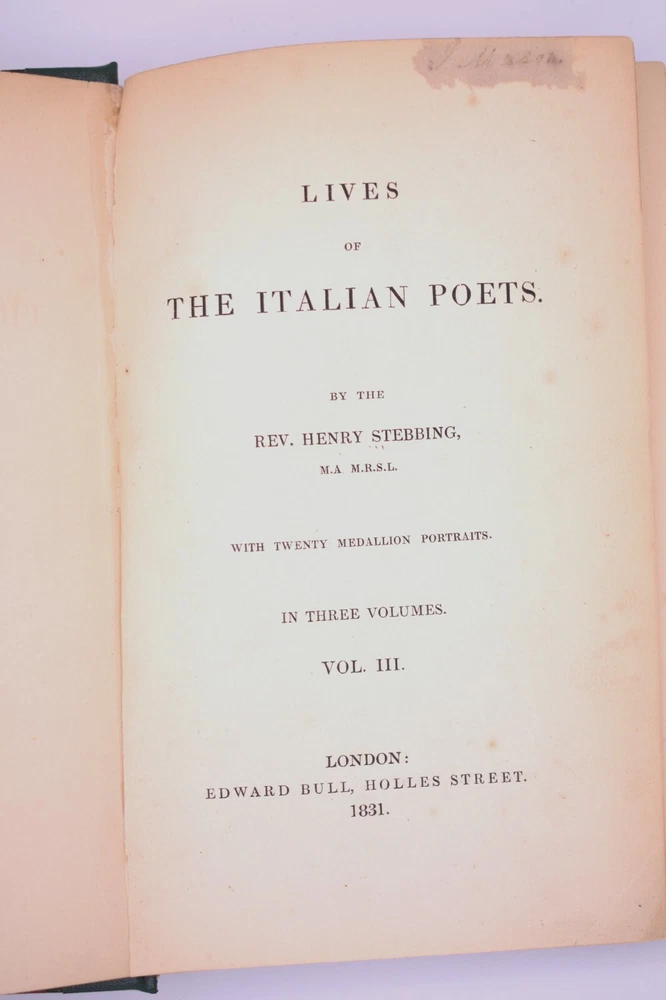 LIVES
OF
THE ITALIAN POETS.
BY THE
REV. HENRY STEBBING,
M.A M.R.S.L.
WITH TWENTY MEDALLION PORTRAITS.
IN THREE VOLUMES.
VOL. III.
LONDON:
EDWARD BULL, HOLLES STREET.
1831.